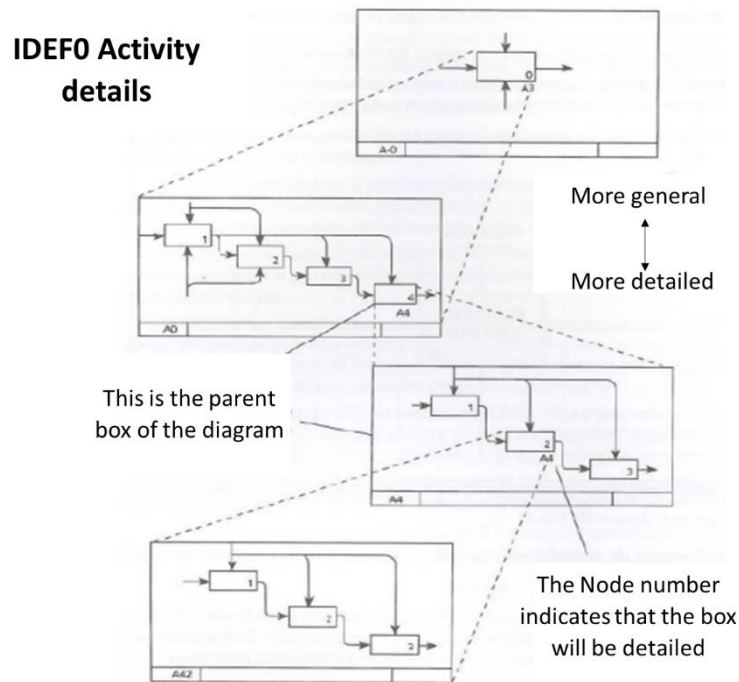 IDEF0 Activity
details
0
A3
A-0
More general
More detailed
1
2
3
4
A4
A0
This is the parent
box of the diagram
1
2
A4
3
A4
The Node number
indicates that the box
will be detailed
1
2
3
A42